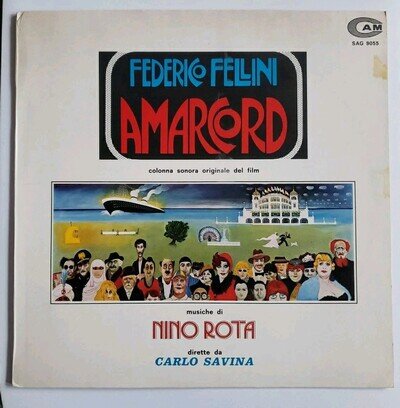 CAM
SAG 9055
FEDERICO FELLINI
AMARCORD
colonna sonora originale del film
musiche di
NINO ROTA
dirette da
CARLO SAVINA